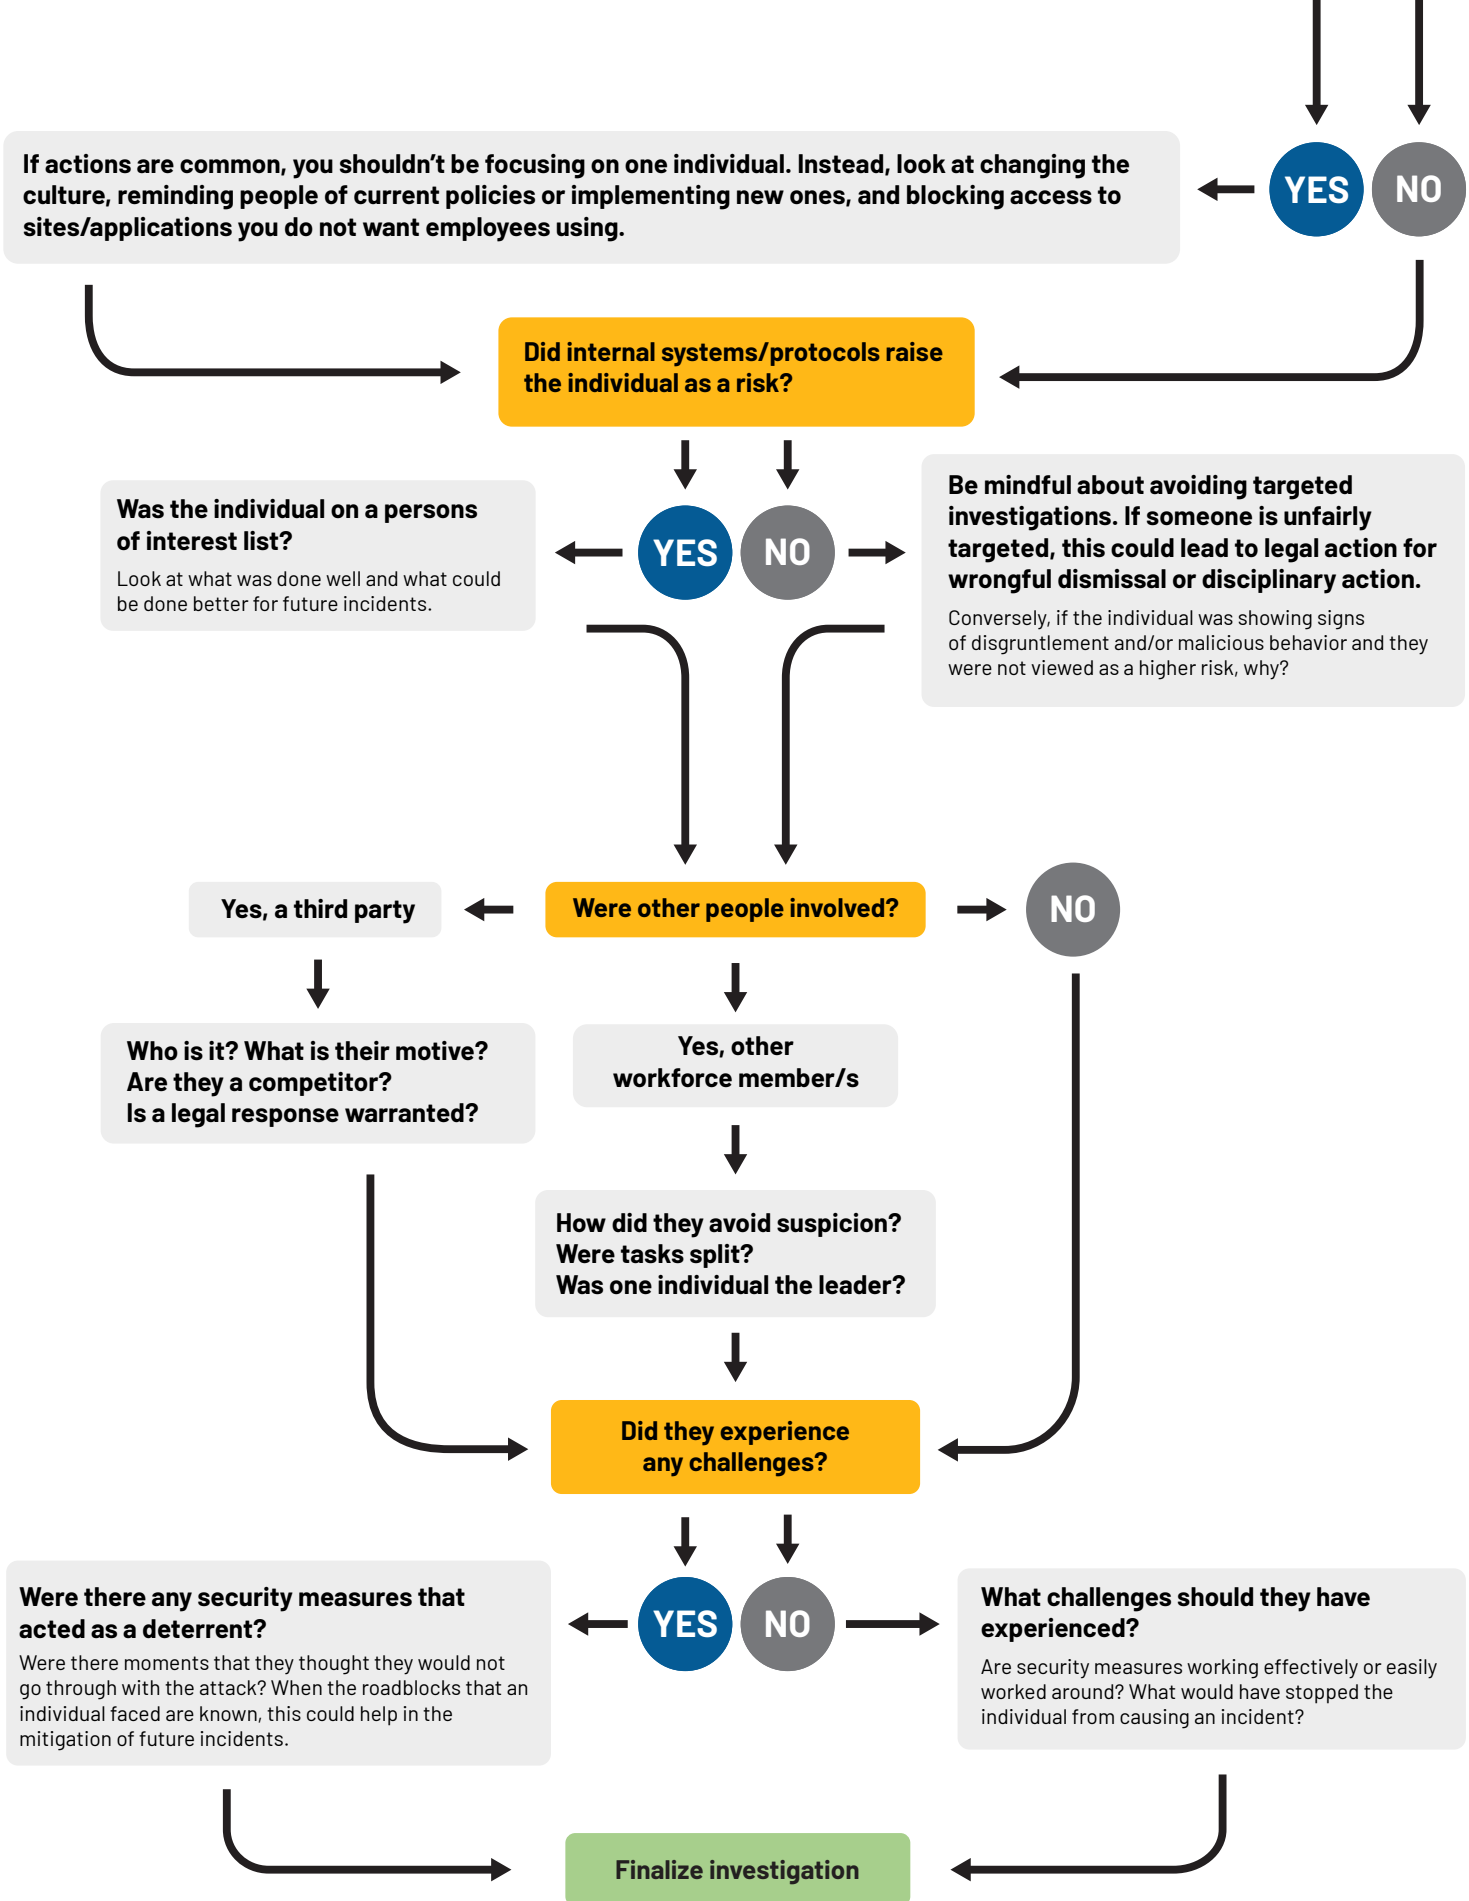 YES
NO
If actions are common, you shouldn’t be focusing on one individual. Instead, look at changing the
culture, reminding people of current policies or implementing new ones, and blocking access to
sites/applications you do not want employees using.
Did internal systems/protocols raise
the individual as a risk?
Was the individual on a persons
of interest list?
Look at what was done well and what could
be done better for future incidents.
YES
NO
Be mindful about avoiding targeted
investigations. If someone is unfairly
targeted, this could lead to legal action for
wrongful dismissal or disciplinary action.
Conversely, if the individual was showing signs
of disgruntlement and/or malicious behavior and they
were not viewed as a higher risk, why?
Yes, a third party
Were other people involved?
NO
Who is it? What is their motive?
Are they a competitor?
Is a legal response warranted?
Yes, other
workforce member/s
How did they avoid suspicion?
Were tasks split?
Was one individual the leader?
Did they experience
any challenges?
Were there any security measures that
acted as a deterrent?
Were there moments that they thought they would not
go through with the attack? When the roadblocks that an
individual faced are known, this could help in the
mitigation of future incidents.
YES
NO
What challenges should they have
experienced?
Are security measures working effectively or easily
worked around? What would have stopped the
individual from causing an incident?
Finalize investigation